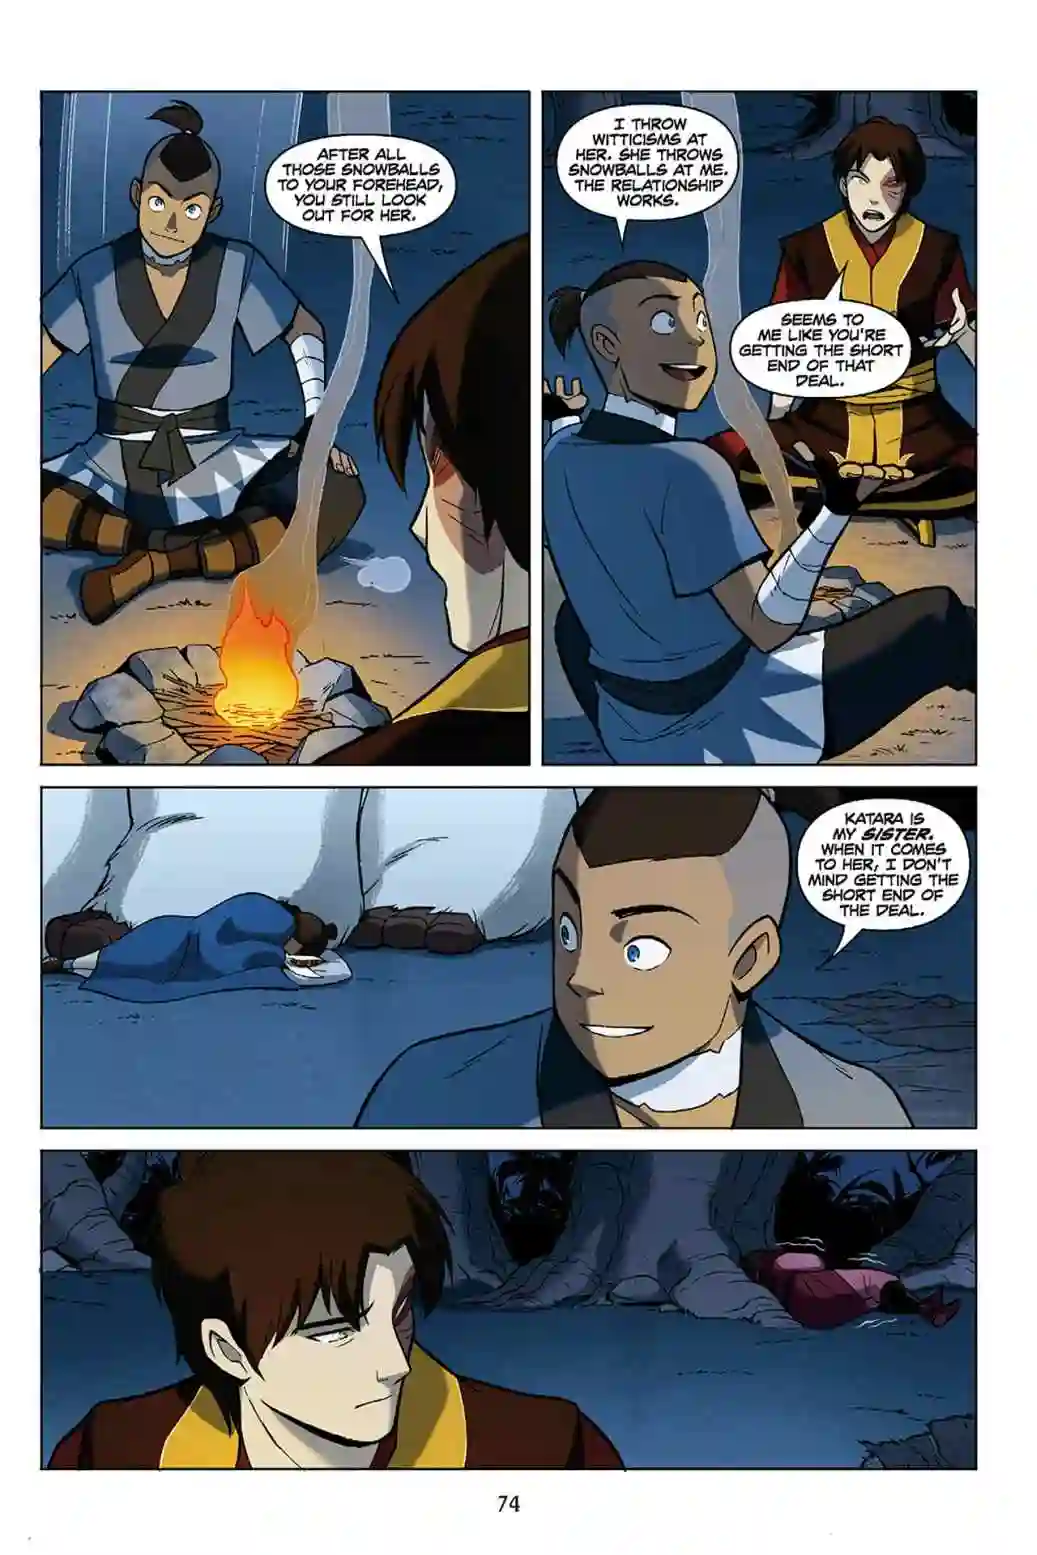 AFTER ALL
THOSE SNOWBALLS
TO YOUR FOREHEAD,
YOU STILL LOOK
OUT FOR HER.
I THROW
WITTICISMS AT
HER. SHE THROWS
SNOWBALLS AT ME.
THE RELATIONSHIP
WORKS.
SEEMS TO
ME LIKE YOU'RE
GETTING THE SHORT
END OF THAT
DEAL.
KATARA IS
MY SISTER.
WHEN IT COMES
TO HER, I DON'T
MIND GETTING THE
SHORT END OF
THE DEAL.
74